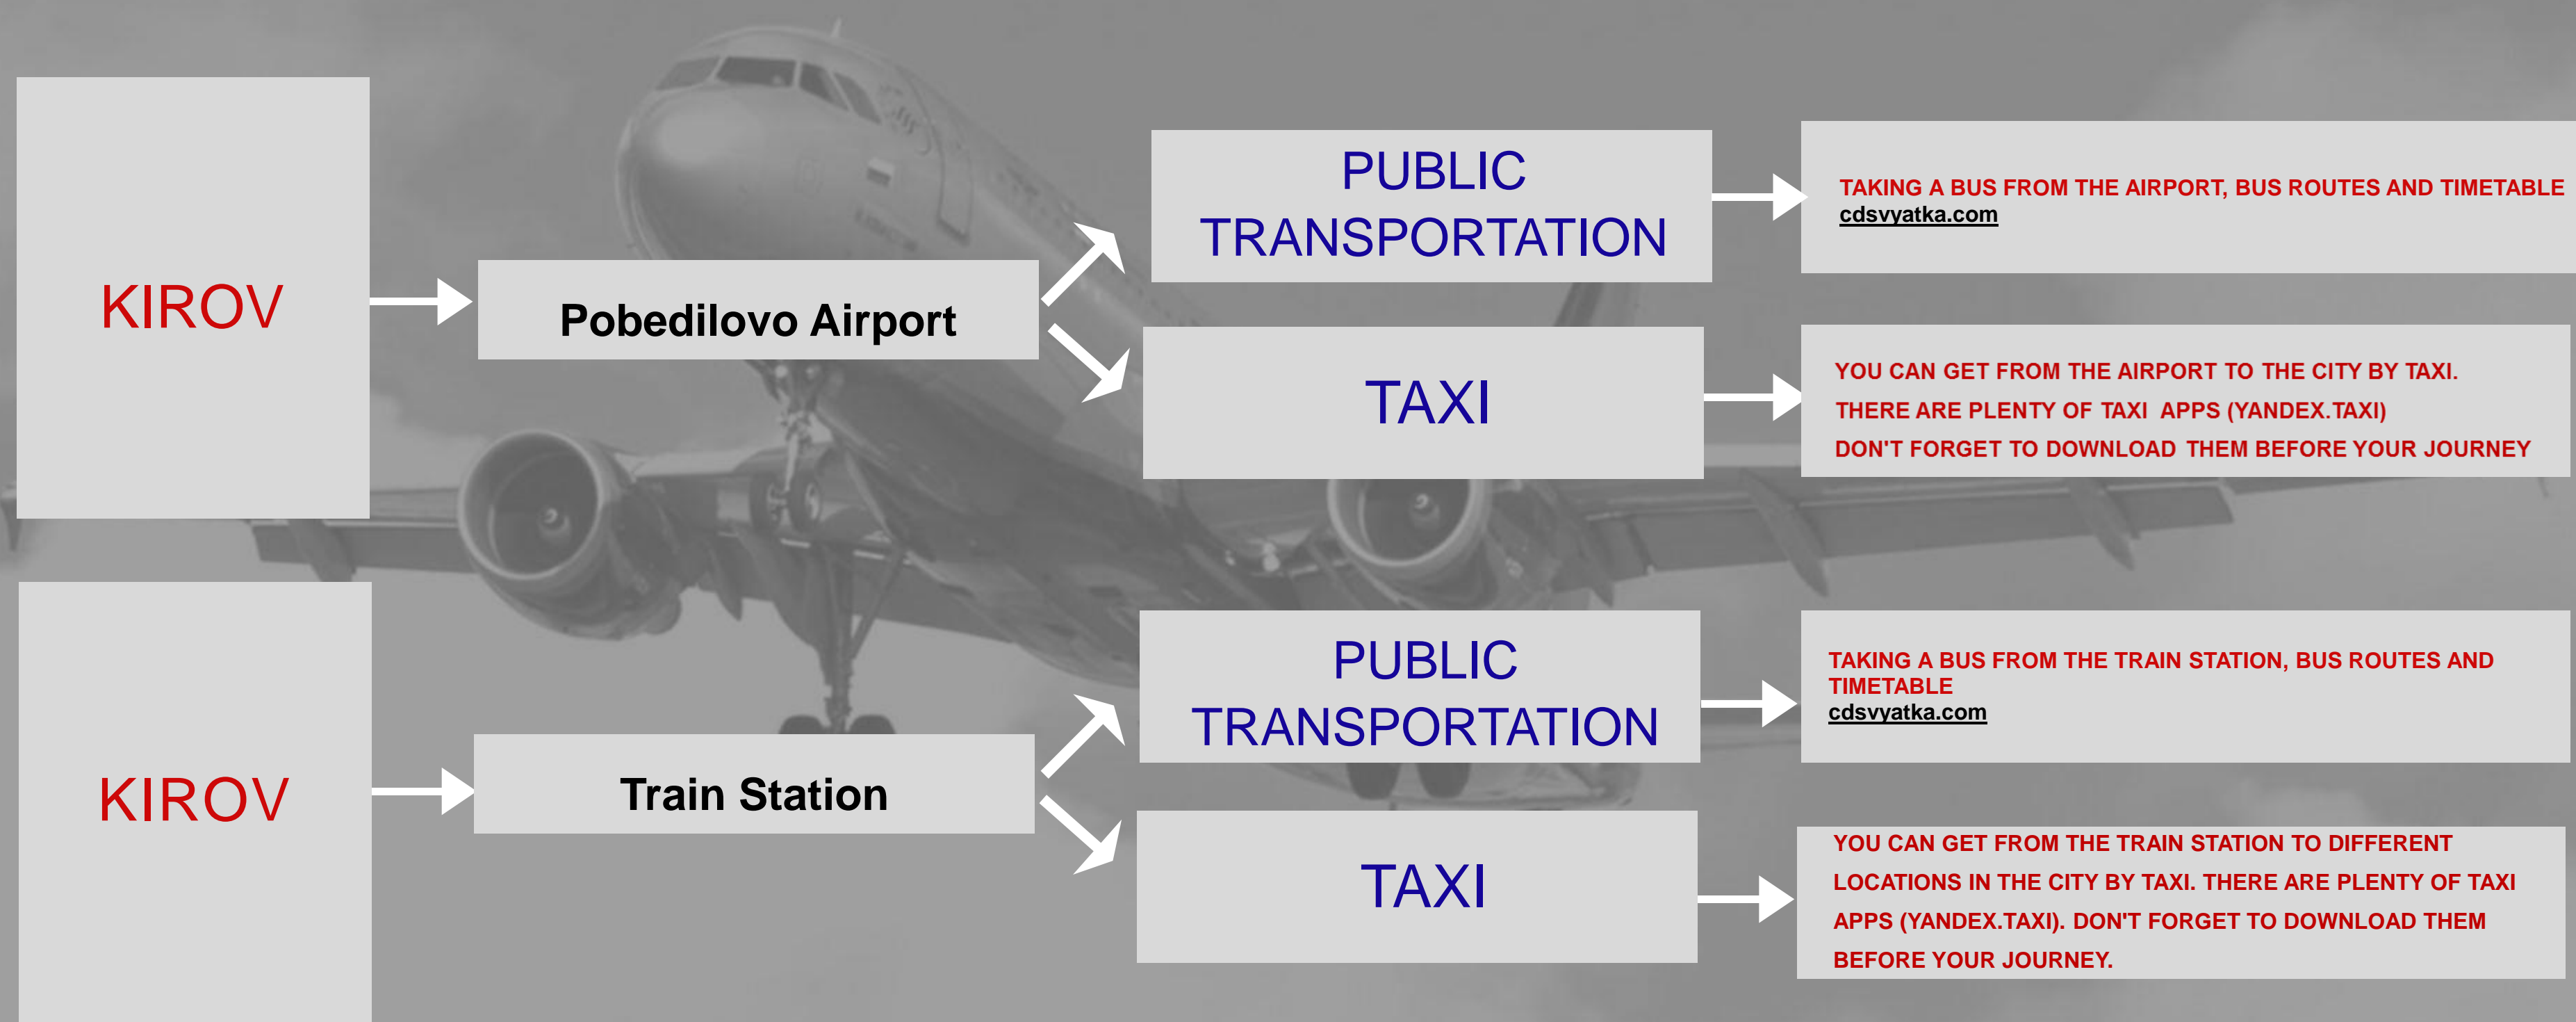 KIROV
Pobedilovo Airport
PUBLIC
TRANSPORTATION
TAKING A BUS FROM THE AIRPORT, BUS ROUTES AND TIMETABLE
cdsvyatka.com
TAXI
YOU CAN GET FROM THE AIRPORT TO THE CITY BY TAXI.
THERE ARE PLENTY OF TAXI APPS (YANDEX.TAXI)
DON'T FORGET TO DOWNLOAD THEM BEFORE YOUR JOURNEY
KIROV
Train Station
PUBLIC
TRANSPORTATION
TAKING A BUS FROM THE TRAIN STATION, BUS ROUTES AND
TIMETABLE
cdsvyatka.com
TAXI
YOU CAN GET FROM THE TRAIN STATION TO DIFFERENT
LOCATIONS IN THE CITY BY TAXI. THERE ARE PLENTY OF TAXI
APPS (YANDEX.TAXI). DON'T FORGET TO DOWNLOAD THEM
BEFORE YOUR JOURNEY.